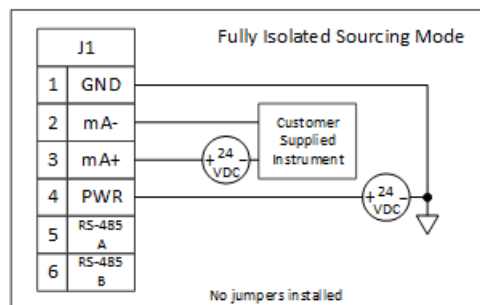 Fully Isolated Sourcing Mode
J1
1 GND
2 mA-
3 mA+
4 PWR
5 RS-485
A
6 RS-485
B
Customer
Supplied
Instrument
+ 24 -
VDC
+ 24 -
VDC
No jumpers installed